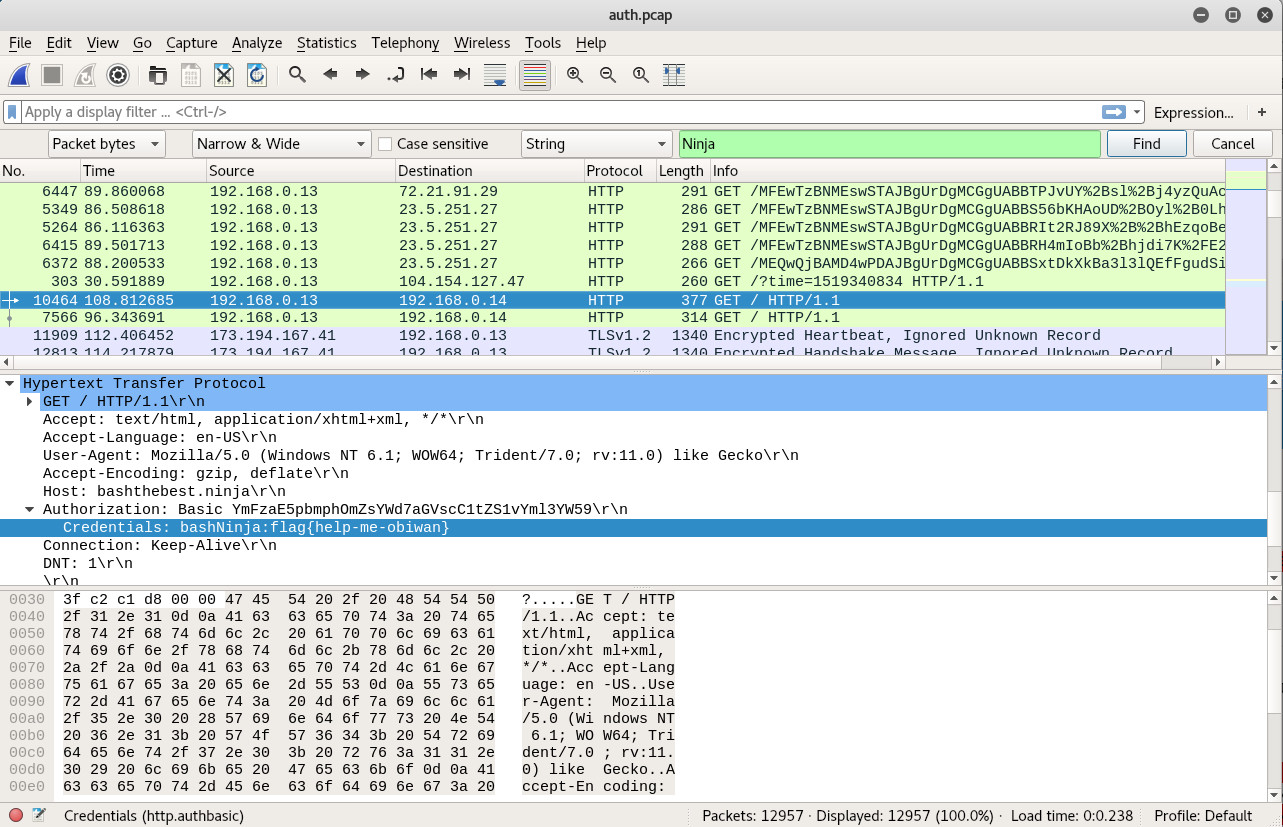 auth.pcap
File Edit View Go Capture Analyze Statistics Telephony Wireless Tools Help
Apply a display filter ... <Ctrl-/> Expression... +
Packet bytes Narrow & Wide Case sensitive String Ninja Find Cancel
No. Time Source Destination Protocol Length Info
6447 89.860068 192.168.0.13 72.21.91.29 HTTP 291 GET /MFEwTzBNMEswSTAJBgUrDgMCGgUABBTPJvUY%2Bsl%2Bj4yzQuAc
5349 86.508618 192.168.0.13 23.5.251.27 HTTP 286 GET /MFEwTzBNMEswSTAJBgUrDgMCGgUABBS56bKHAoUD%2BOyl%2B0Lh
5264 86.116363 192.168.0.13 23.5.251.27 HTTP 291 GET /MFEwTzBNMEswSTAJBgUrDgMCGgUABBRIt2RJ89X%2B%2BhEzqoBe
6415 89.501713 192.168.0.13 23.5.251.27 HTTP 288 GET /MFEwTzBNMEswSTAJBgUrDgMCGgUABBRH4mIoBb%2Bhjdi7K%2FE2
6372 88.200533 192.168.0.13 23.5.251.27 HTTP 266 GET /MEQwQjBAMD4wPDAJBgUrDgMCGgUABBSxtDkXkBa3l3lQEfFgudSi
303 30.591889 192.168.0.13 104.154.127.47 HTTP 260 GET /?time=1519340834 HTTP/1.1
10464 108.812685 192.168.0.13 192.168.0.14 HTTP 377 GET / HTTP/1.1
7566 96.343691 192.168.0.13 192.168.0.14 HTTP 314 GET / HTTP/1.1
11909 112.406452 173.194.167.41 192.168.0.13 TLSv1.2 1340 Encrypted Heartbeat, Ignored Unknown Record
12813 114.217879 173.194.167.41 192.168.0.13 TLSv1.2 1340 Encrypted Handshake Message, Ignored Unknown Record
Hypertext Transfer Protocol
GET / HTTP/1.1\r\n
Accept: text/html, application/xhtml+xml, */*\r\n
Accept-Language: en-US\r\n
User-Agent: Mozilla/5.0 (Windows NT 6.1; WOW64; Trident/7.0; rv:11.0) like Gecko\r\n
Accept-Encoding: gzip, deflate\r\n
Host: bashthebest.ninja\r\n
Authorization: Basic YmFzaE5pbmphOmZsYWd7aGVscC1tZS1vYml3YW59\r\n
Credentials: bashNinja:flag{help-me-obiwan}
Connection: Keep-Alive\r\n
DNT: 1\r\n
\r\n
0030 3f c2 c1 d8 00 00 47 45 54 20 2f 20 48 54 54 50 ?.....GE T / HTTP
0040 2f 31 2e 31 0d 0a 41 63 63 65 70 74 3a 20 74 65 /1.1..Ac cept: te
0050 78 74 2f 68 74 6d 6c 2c 20 61 70 70 6c 69 63 61 xt/html, applica
0060 74 69 6f 6e 2f 78 68 74 6d 6c 2b 78 6d 6c 2c 20 tion/xht ml+xml,
0070 2a 2f 2a 0d 0a 41 63 63 65 70 74 2d 4c 61 6e 67 */*..Acc ept-Lang
0080 75 61 67 65 3a 20 65 6e 2d 55 53 0d 0a 55 73 65 uage: en -US..Use
0090 72 2d 41 67 65 6e 74 3a 20 4d 6f 7a 69 6c 6c 61 r-Agent: Mozilla
00a0 2f 35 2e 30 20 28 57 69 6e 64 6f 77 73 20 4e 54 /5.0 (Wi ndows NT
00b0 20 36 2e 31 3b 20 57 4f 57 36 34 3b 20 54 72 69 6.1; WO W64; Tri
00c0 64 65 6e 74 2f 37 2e 30 3b 20 72 76 3a 31 31 2e dent/7.0 ; rv:11.
00d0 30 29 20 6c 69 6b 65 20 47 65 63 6b 6f 0d 0a 41 0) like Gecko..A
00e0 63 63 65 70 74 2d 45 6e 63 6f 64 69 6e 67 3a 20 ccept-En coding:
Credentials (http.authbasic) Packets: 12957 · Displayed: 12957 (100.0%) · Load time: 0:0.238 Profile: Default